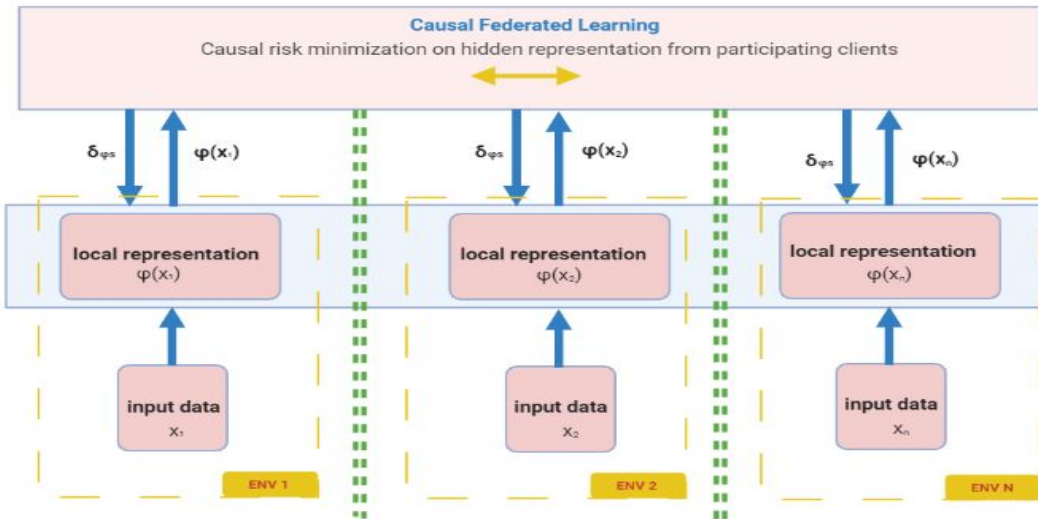 Causal Federated Learning
Causal risk minimization on hidden representation from participating clients
δφs φ(x₁) δφs φ(x₂) δφs φ(xₙ)
local representation
φ(x₁)
local representation
φ(x₂)
local representation
φ(xₙ)
input data
x₁
input data
x₂
input data
xₙ
ENV 1
ENV 2
ENV N